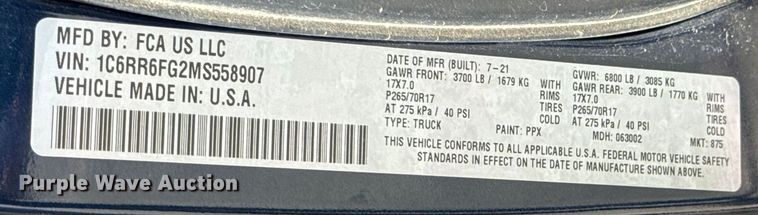 MFD BY: FCA US LLC
VIN: 1C6RR6FG2MS558907
VEHICLE MADE IN: U.S.A.
DATE OF MFR (BUILT): 7-21
GAWR FRONT: 3700 LB / 1679 KG WITH
17X7.0 RIMS
P265/70R17 TIRES
AT 275 kPa / 40 PSI COLD
TYPE: TRUCK PAINT: PPX
GVWR: 6800 LB / 3085 KG
GAWR REAR: 3900 LB / 1770 KG WITH
17X7.0 RIMS
P265/70R17 TIRES
AT 275 kPa / 40 PSI COLD
MDH: 063002 MKT: 875
THIS VEHICLE CONFORMS TO ALL APPLICABLE U.S.A. FEDERAL MOTOR VEHICLE SAFETY
STANDARDS IN EFFECT ON THE DATE OF MANUFACTURE SHOWN ABOVE.
Purple Wave Auction